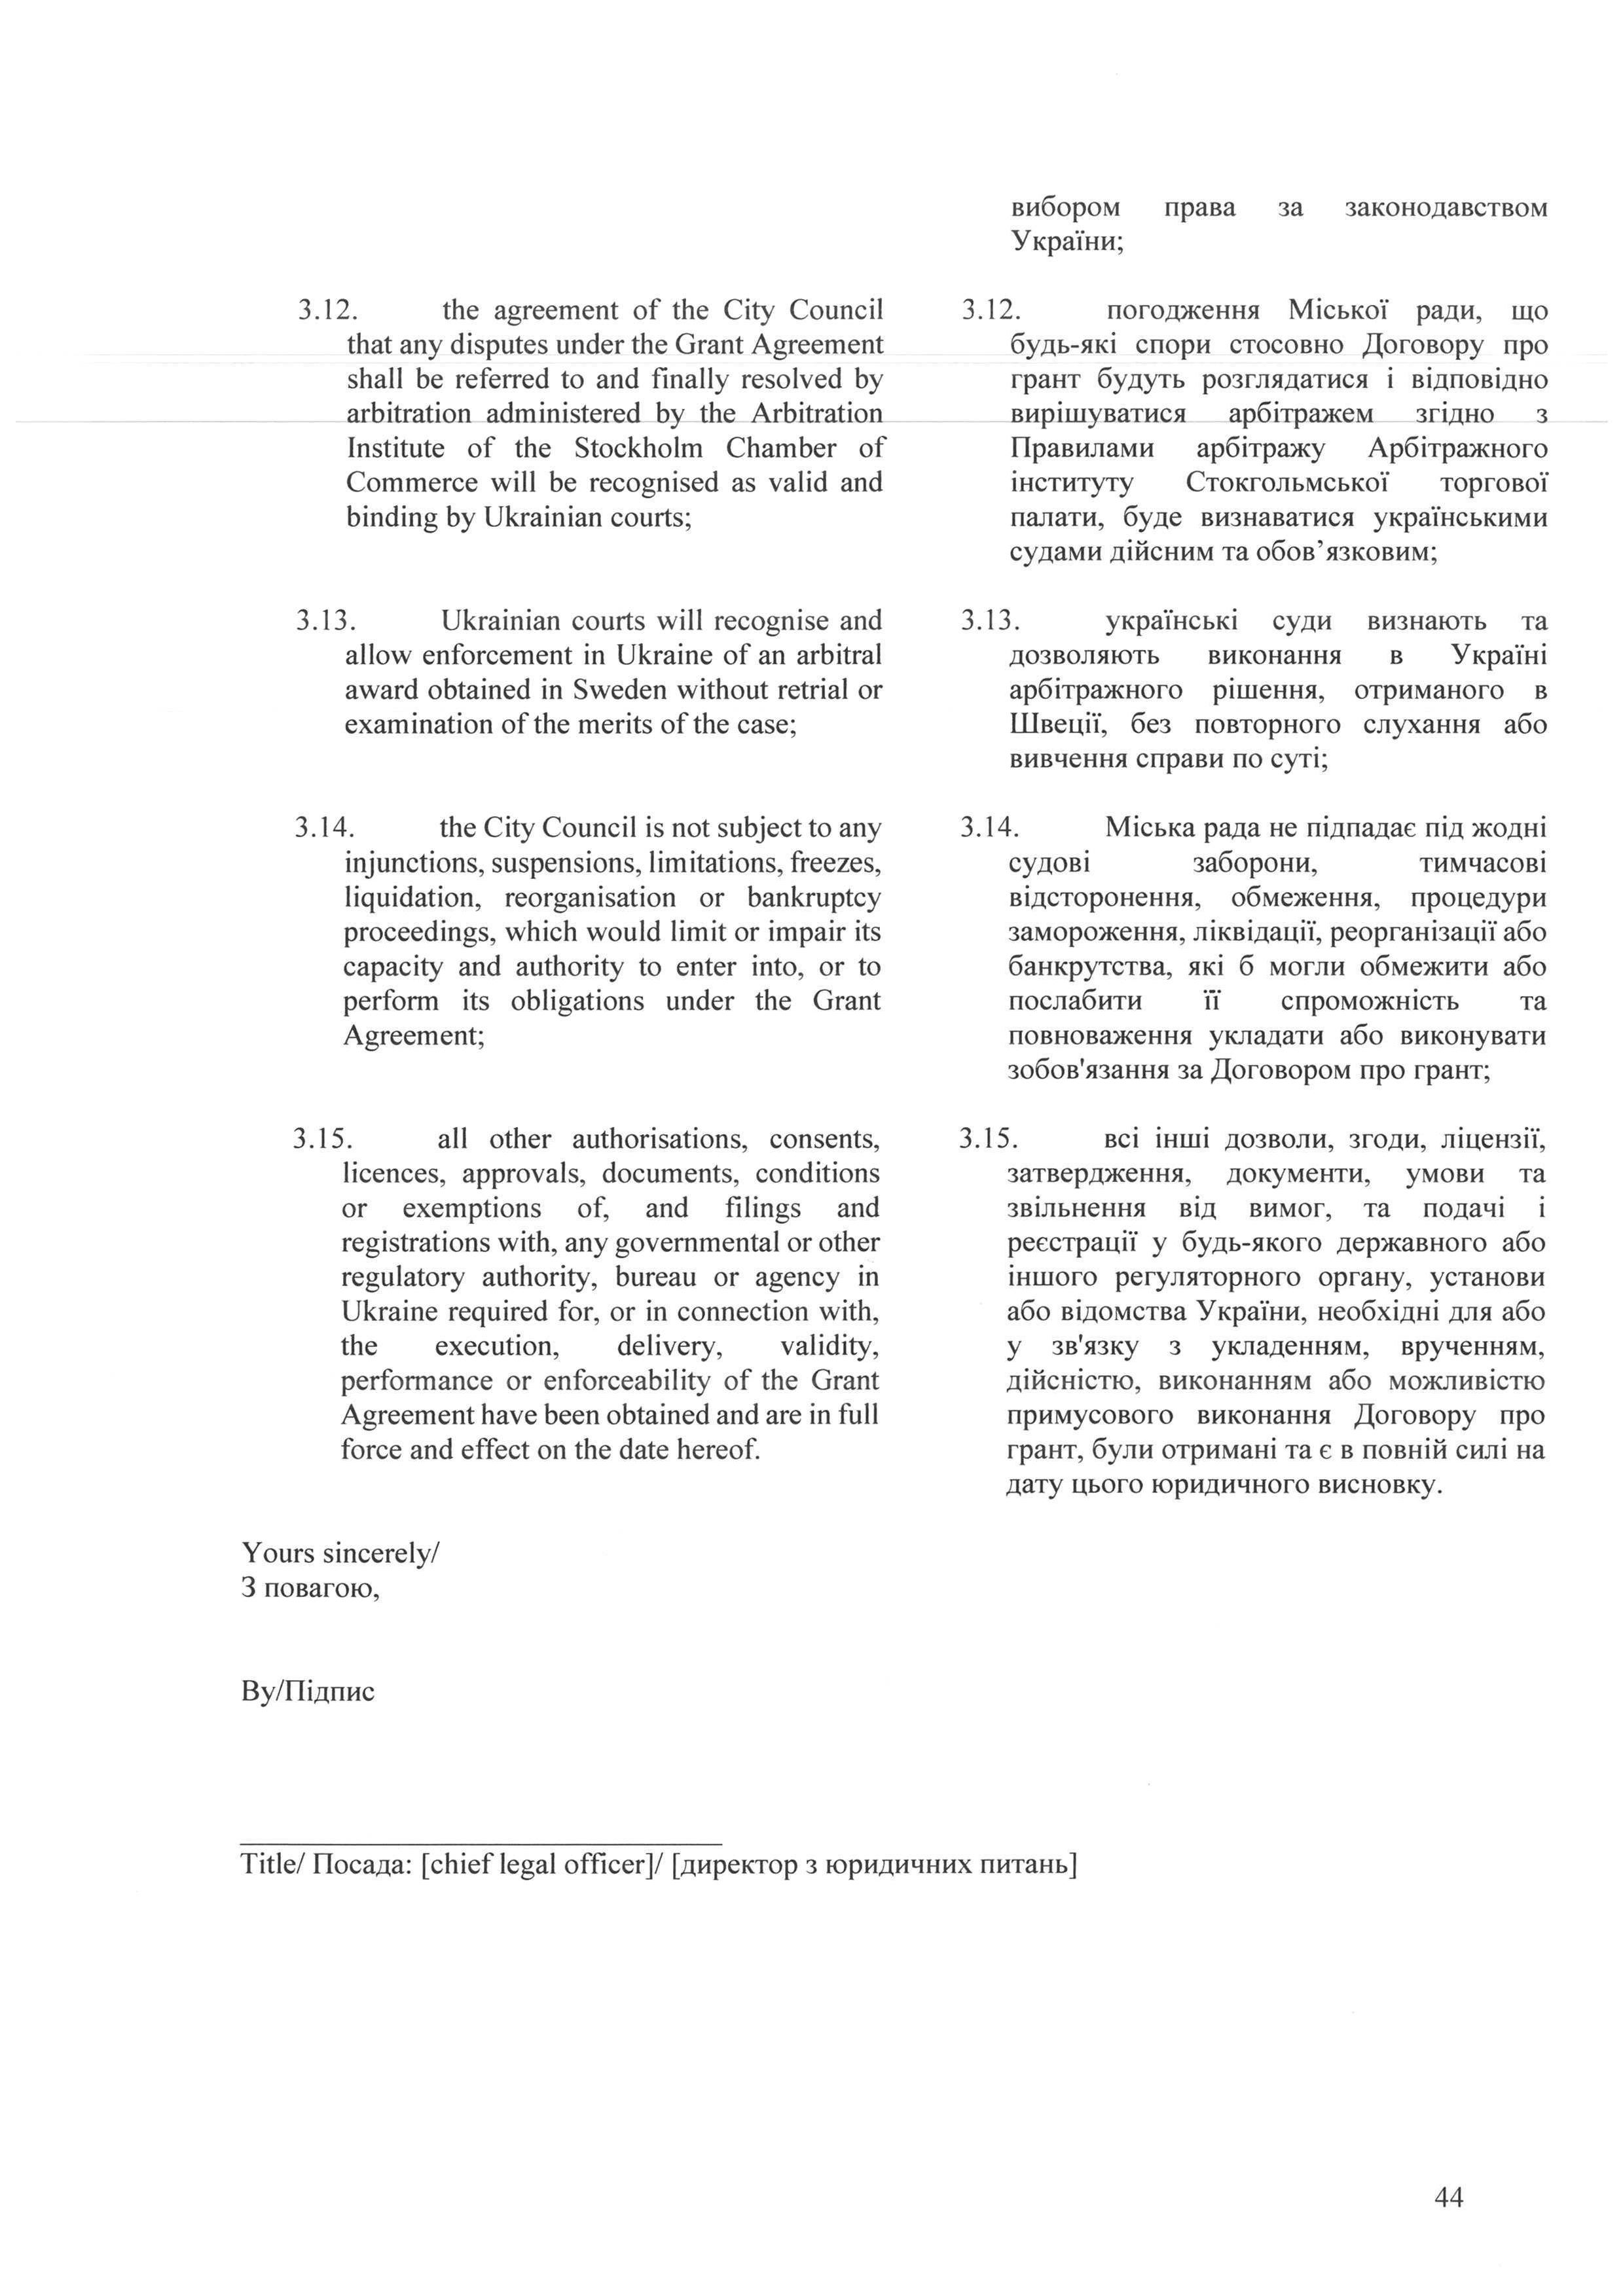 вибором права за законодавством
України;
3.12. the agreement of the City Council
that any disputes under the Grant Agreement
shall be referred to and finally resolved by
arbitration administered by the Arbitration
Institute of the Stockholm Chamber of
Commerce will be recognised as valid and
binding by Ukrainian courts;
3.12. погодження Міської ради, що
будь-які спори стосовно Договору про
грант будуть розглядатися і відповідно
вирішуватися арбітражем згідно з
Правилами арбітражу Арбітражного
інституту Стокгольмської торгової
палати, буде визнаватися українськими
судами дійсним та обов’язковим;
3.13. Ukrainian courts will recognise and
allow enforcement in Ukraine of an arbitral
award obtained in Sweden without retrial or
examination of the merits of the case;
3.13. українські суди визнають та
дозволяють виконання в Україні
арбітражного рішення, отриманого в
Швеції, без повторного слухання або
вивчення справи по суті;
3.14. the City Council is not subject to any
injunctions, suspensions, limitations, freezes,
liquidation, reorganisation or bankruptcy
proceedings, which would limit or impair its
capacity and authority to enter into, or to
perform its obligations under the Grant
Agreement;
3.14. Міська рада не підпадає під жодні
судові заборони, тимчасові
відсторонення, обмеження, процедури
замороження, ліквідації, реорганізації або
банкрутства, які б могли обмежити або
послабити її спроможність та
повноваження укладати або виконувати
зобов'язання за Договором про грант;
3.15. all other authorisations, consents,
licences, approvals, documents, conditions
or exemptions of, and filings and
registrations with, any governmental or other
regulatory authority, bureau or agency in
Ukraine required for, or in connection with,
the execution, delivery, validity,
performance or enforceability of the Grant
Agreement have been obtained and are in full
force and effect on the date hereof.
3.15. всі інші дозволи, згоди, ліцензії,
затвердження, документи, умови та
звільнення від вимог, та подачі і
реєстрації у будь-якого державного або
іншого регуляторного органу, установи
або відомства України, необхідні для або
у зв'язку з укладенням, врученням,
дійсністю, виконанням або можливістю
примусового виконання Договору про
грант, були отримані та є в повній силі на
дату цього юридичного висновку.
Yours sincerely/
З повагою,
By/Підпис
Title/ Посада: [chief legal officer]/ [директор з юридичних питань]
44